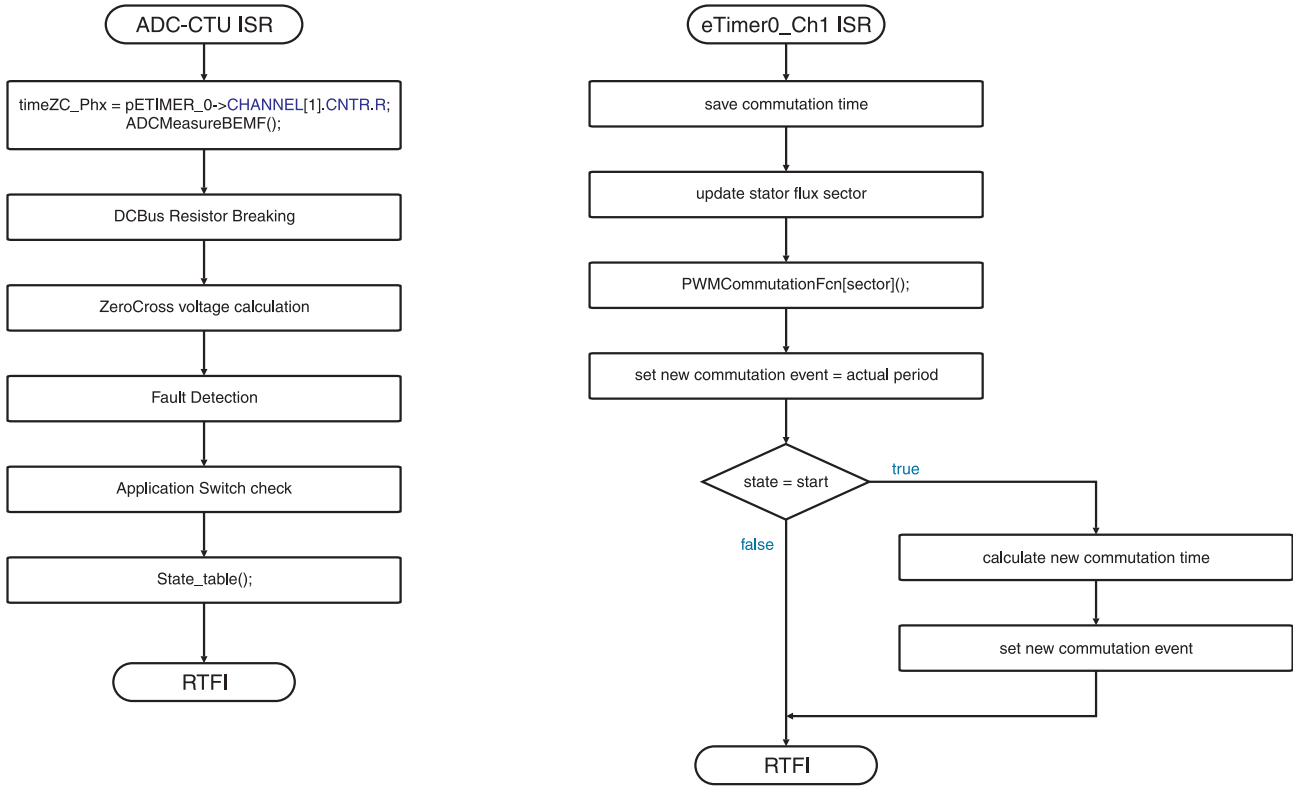 ADC-CTU ISR
timeZC_Phx = pETIMER_0->CHANNEL[1].CNTR.R;
ADCMeasureBEMF();
DCBus Resistor Breaking
ZeroCross voltage calculation
Fault Detection
Application Switch check
State_table();
RTFI
eTimer0_Ch1 ISR
save commutation time
update stator flux sector
PWMCommutationFcn[sector]();
set new commutation event = actual period
state = start
true
false
calculate new commutation time
set new commutation event
RTFI